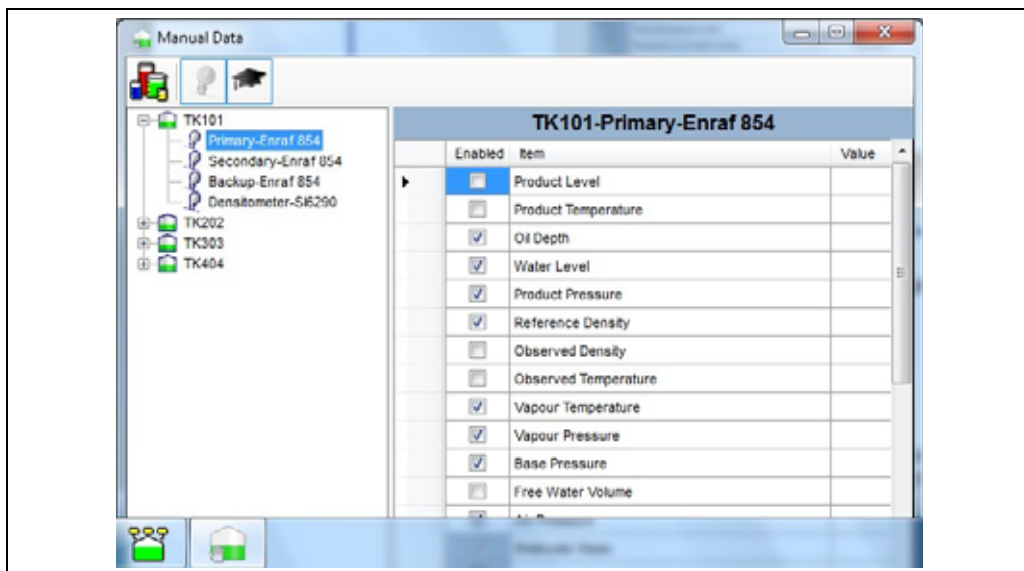 Manual Data
TK101
Primary-Enraf 854
Secondary-Enraf 854
Backup-Enraf 854
Densitometer-SI6290
TK202
TK303
TK404
TK101-Primary-Enraf 854
Enabled Item Value
Product Level
Product Temperature
Oil Depth
Water Level
Product Pressure
Reference Density
Observed Density
Observed Temperature
Vapour Temperature
Vapour Pressure
Base Pressure
Free Water Volume